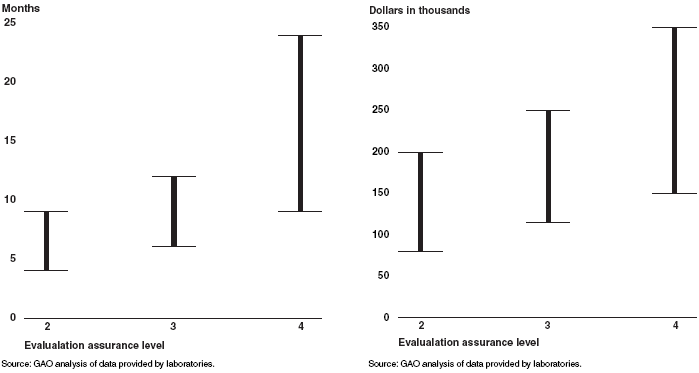 Months
25
20
15
10
5
0
2 3 4
Evalualation assurance level
Source: GAO analysis of data provided by laboratories.
Dollars in thousands
350
300
250
200
150
100
50
0
2 3 4
Evalualation assurance level
Source: GAO analysis of data provided by laboratories.